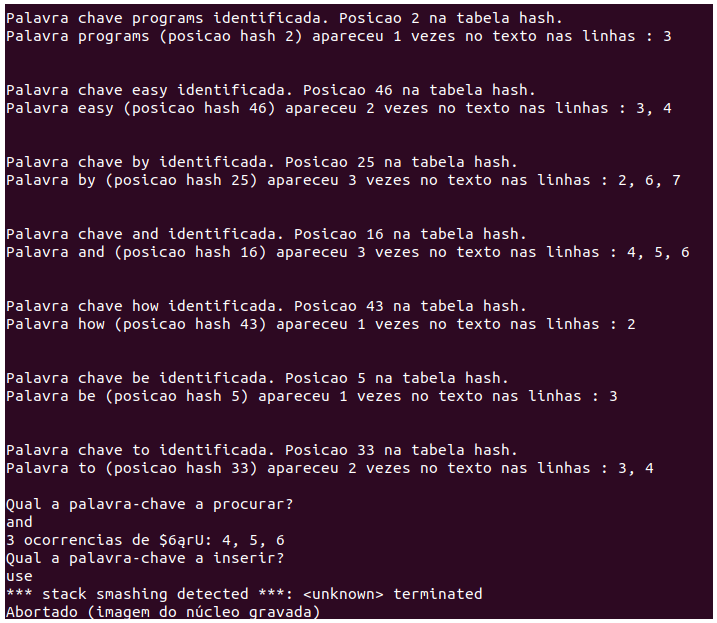 Palavra chave programs identificada. Posicao 2 na tabela hash.
Palavra programs (posicao hash 2) apareceu 1 vezes no texto nas linhas : 3
Palavra chave easy identificada. Posicao 46 na tabela hash.
Palavra easy (posicao hash 46) apareceu 2 vezes no texto nas linhas : 3, 4
Palavra chave by identificada. Posicao 25 na tabela hash.
Palavra by (posicao hash 25) apareceu 3 vezes no texto nas linhas : 2, 6, 7
Palavra chave and identificada. Posicao 16 na tabela hash.
Palavra and (posicao hash 16) apareceu 3 vezes no texto nas linhas : 4, 5, 6
Palavra chave how identificada. Posicao 43 na tabela hash.
Palavra how (posicao hash 43) apareceu 1 vezes no texto nas linhas : 2
Palavra chave be identificada. Posicao 5 na tabela hash.
Palavra be (posicao hash 5) apareceu 1 vezes no texto nas linhas : 3
Palavra chave to identificada. Posicao 33 na tabela hash.
Palavra to (posicao hash 33) apareceu 2 vezes no texto nas linhas : 3, 4
Qual a palavra-chave a procurar?
and
3 ocorrencias de $6ąrU: 4, 5, 6
Qual a palavra-chave a inserir?
use
*** stack smashing detected ***: <unknown> terminated
Abortado (imagem do núcleo gravada)